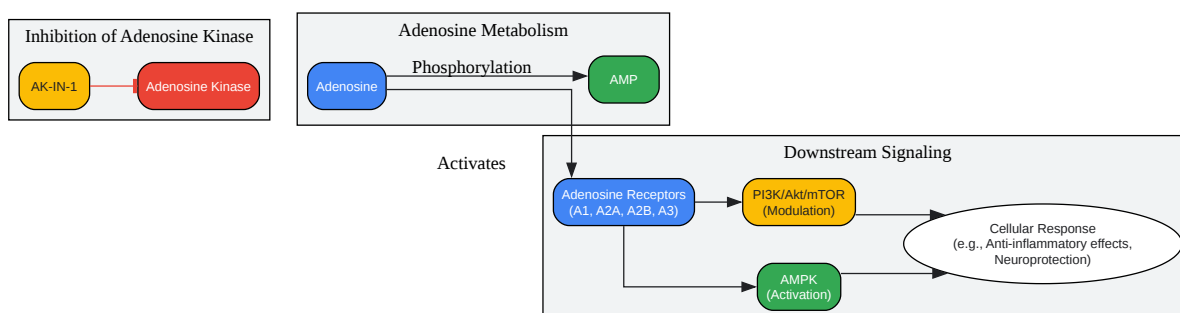 Inhibition of Adenosine Kinase
AK-IN-1
Adenosine Kinase
Adenosine Metabolism
Adenosine
Phosphorylation
AMP
Activates
Downstream Signaling
Adenosine Receptors
(A1, A2A, A2B, A3)
PI3K/Akt/mTOR
(Modulation)
AMPK
(Activation)
Cellular Response
(e.g., Anti-inflammatory effects,
Neuroprotection)